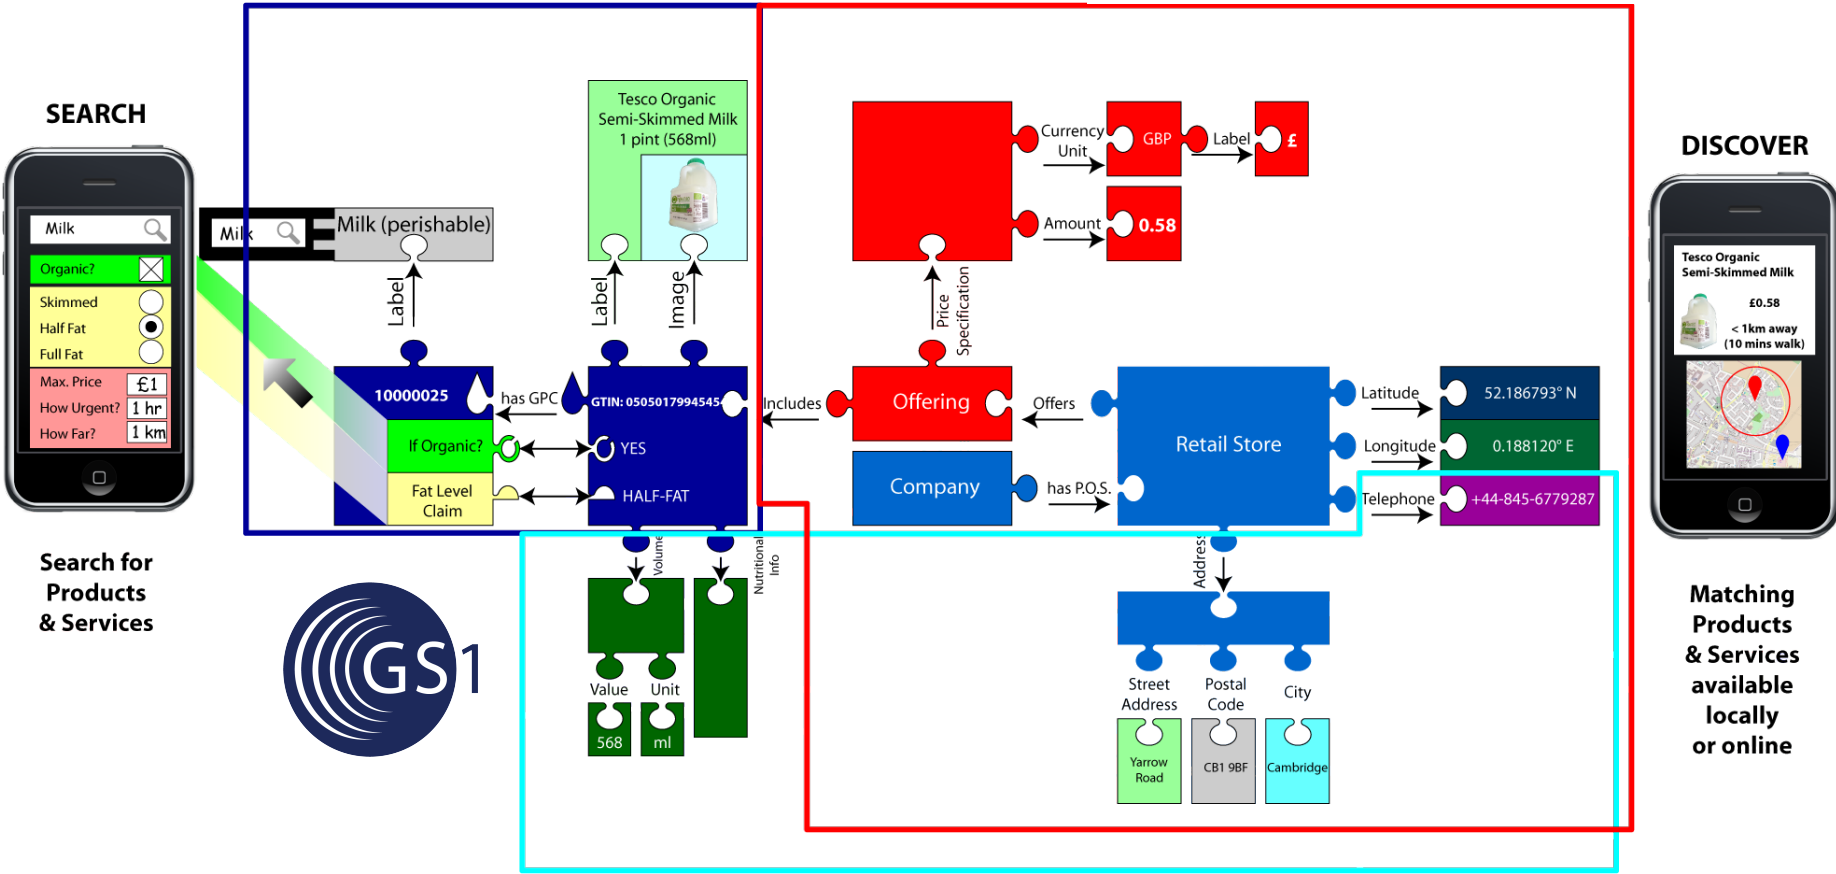 SEARCH
Milk
Organic?
Skimmed
Half Fat
Full Fat
Max. Price
£1
How Urgent?
1 hr
How Far?
1 km
Search for
Products
& Services
Milk
Milk (perishable)
Label
10000025
If Organic?
Fat Level
Claim
has GPC
Tesco Organic
Semi-Skimmed Milk
1 pint (568ml)
Label
Image
GTIN: 0505017994545
YES
HALF-FAT
Volume
Nutritional
Info
Value
Unit
568
ml
GS1
Includes
Currency
Unit
GBP
Label
£
Amount
0.58
Price
Specification
Offering
Offers
Company
has P.O.S.
Retail Store
Latitude
52.186793° N
Longitude
0.188120° E
Telephone
+44-845-6779287
Address
Street
Address
Postal
Code
City
Yarrow
Road
CB1 9BF
Cambridge
DISCOVER
Tesco Organic
Semi-Skimmed Milk
£0.58
< 1km away
(10 mins walk)
Matching
Products
& Services
available
locally
or online